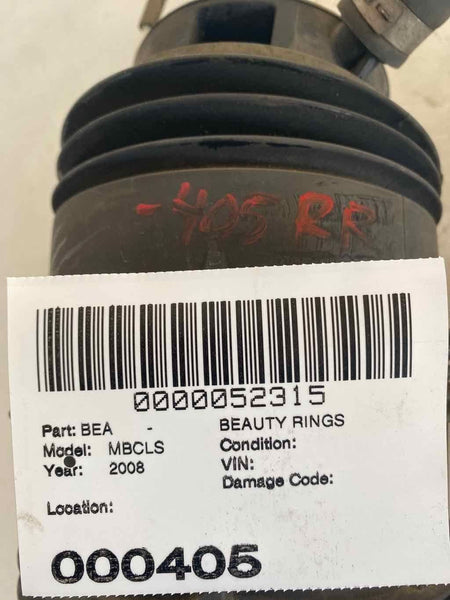 -405 RR
0000052315
Part: BEA - BEAUTY RINGS
Model: MBCLS Condition:
Year: 2008 VIN:
Damage Code:
Location:
000405